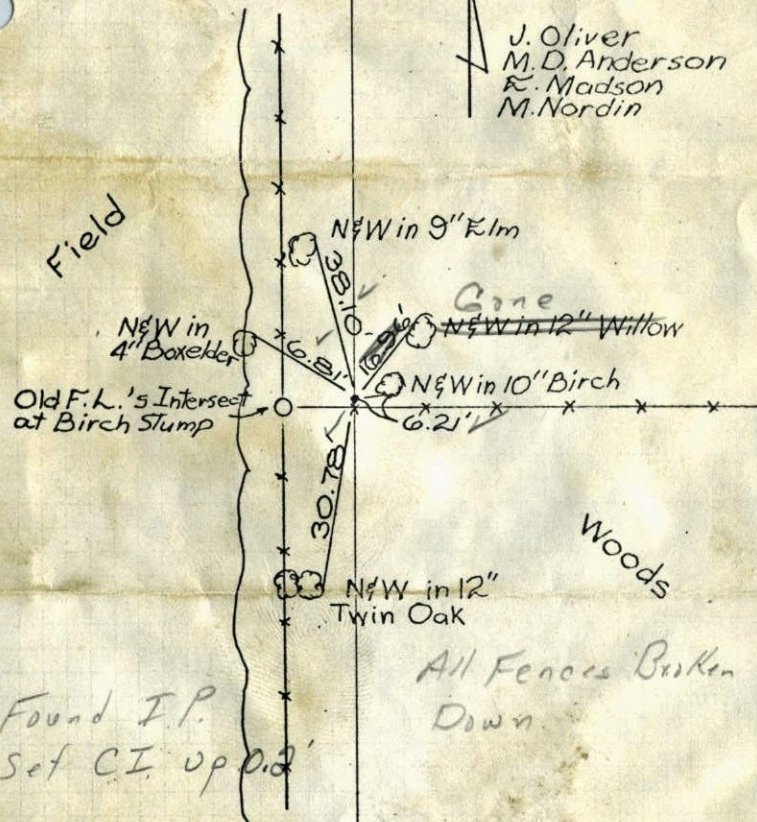 J. Oliver
M.D. Anderson
E. Madson
M. Nordin
Field
N&W in 9" Elm
38.10
Gone
N&W in
4" Boxelder
6.81'
N&W in 12" Willow
N&W in 10" Birch
Old F.L.'s Intersect
at Birch Stump
6.21'
30.78'
Woods
N&W in 12"
Twin Oak
All Fences Broken
Down
Found I.P.
Set C.I. up 0.2'